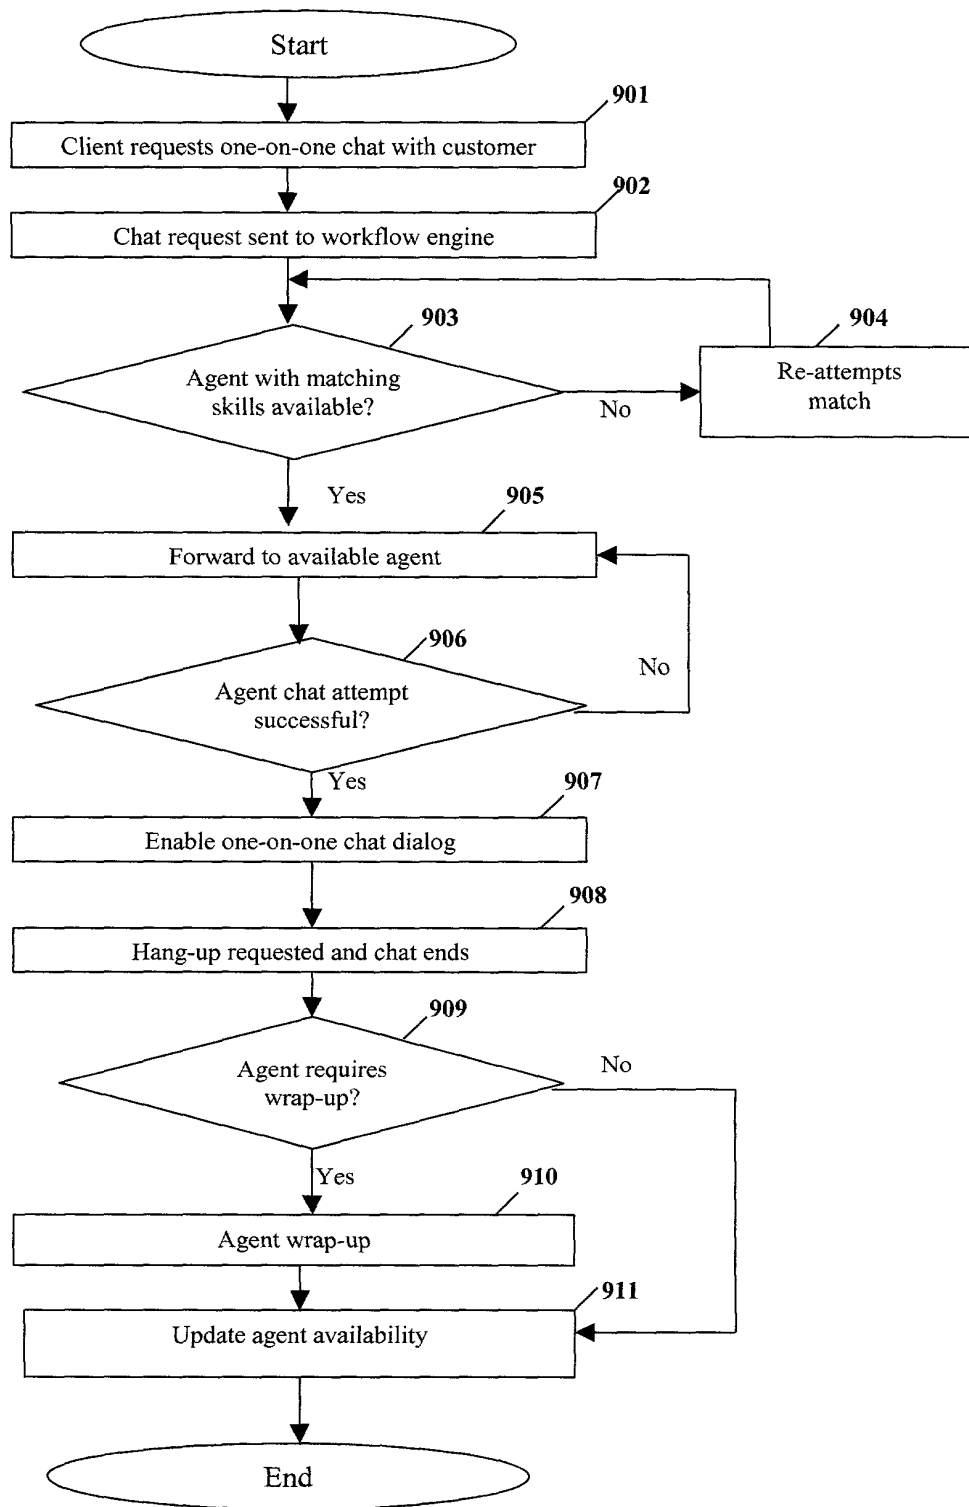 Start
901
Client requests one-on-one chat with customer
902
Chat request sent to workflow engine
903
904
Agent with matching
skills available?
Re-attempts
match
No
Yes
905
Forward to available agent
906
No
Agent chat attempt
successful?
Yes
907
Enable one-on-one chat dialog
908
Hang-up requested and chat ends
909
No
Agent requires
wrap-up?
Yes
910
Agent wrap-up
911
Update agent availability
End